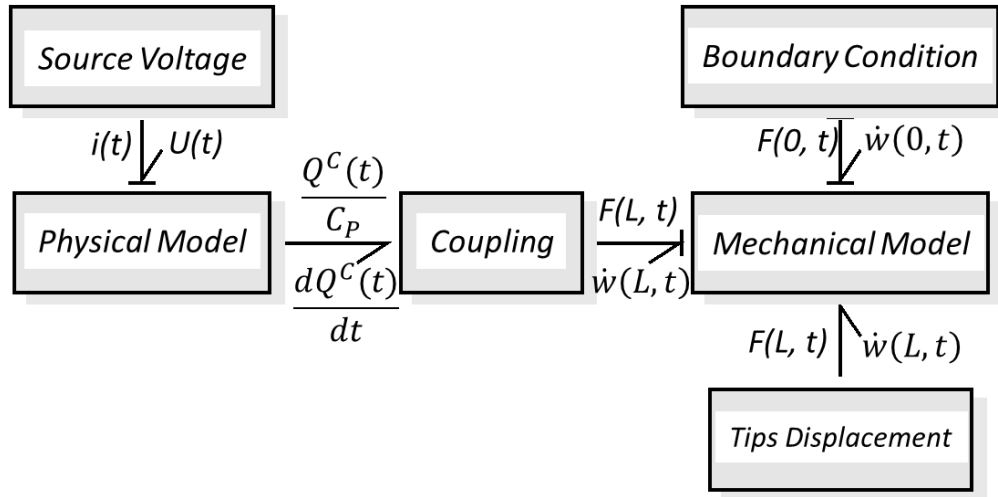 Source Voltage
Boundary Condition
i(t) U(t)
F(0, t) ẇ(0, t)
Q^C(t)
C_P
Physical Model
Coupling
F(L, t)
Mechanical Model
dQ^C(t)
dt
ẇ(L, t)
F(L, t) ẇ(L, t)
Tips Displacement